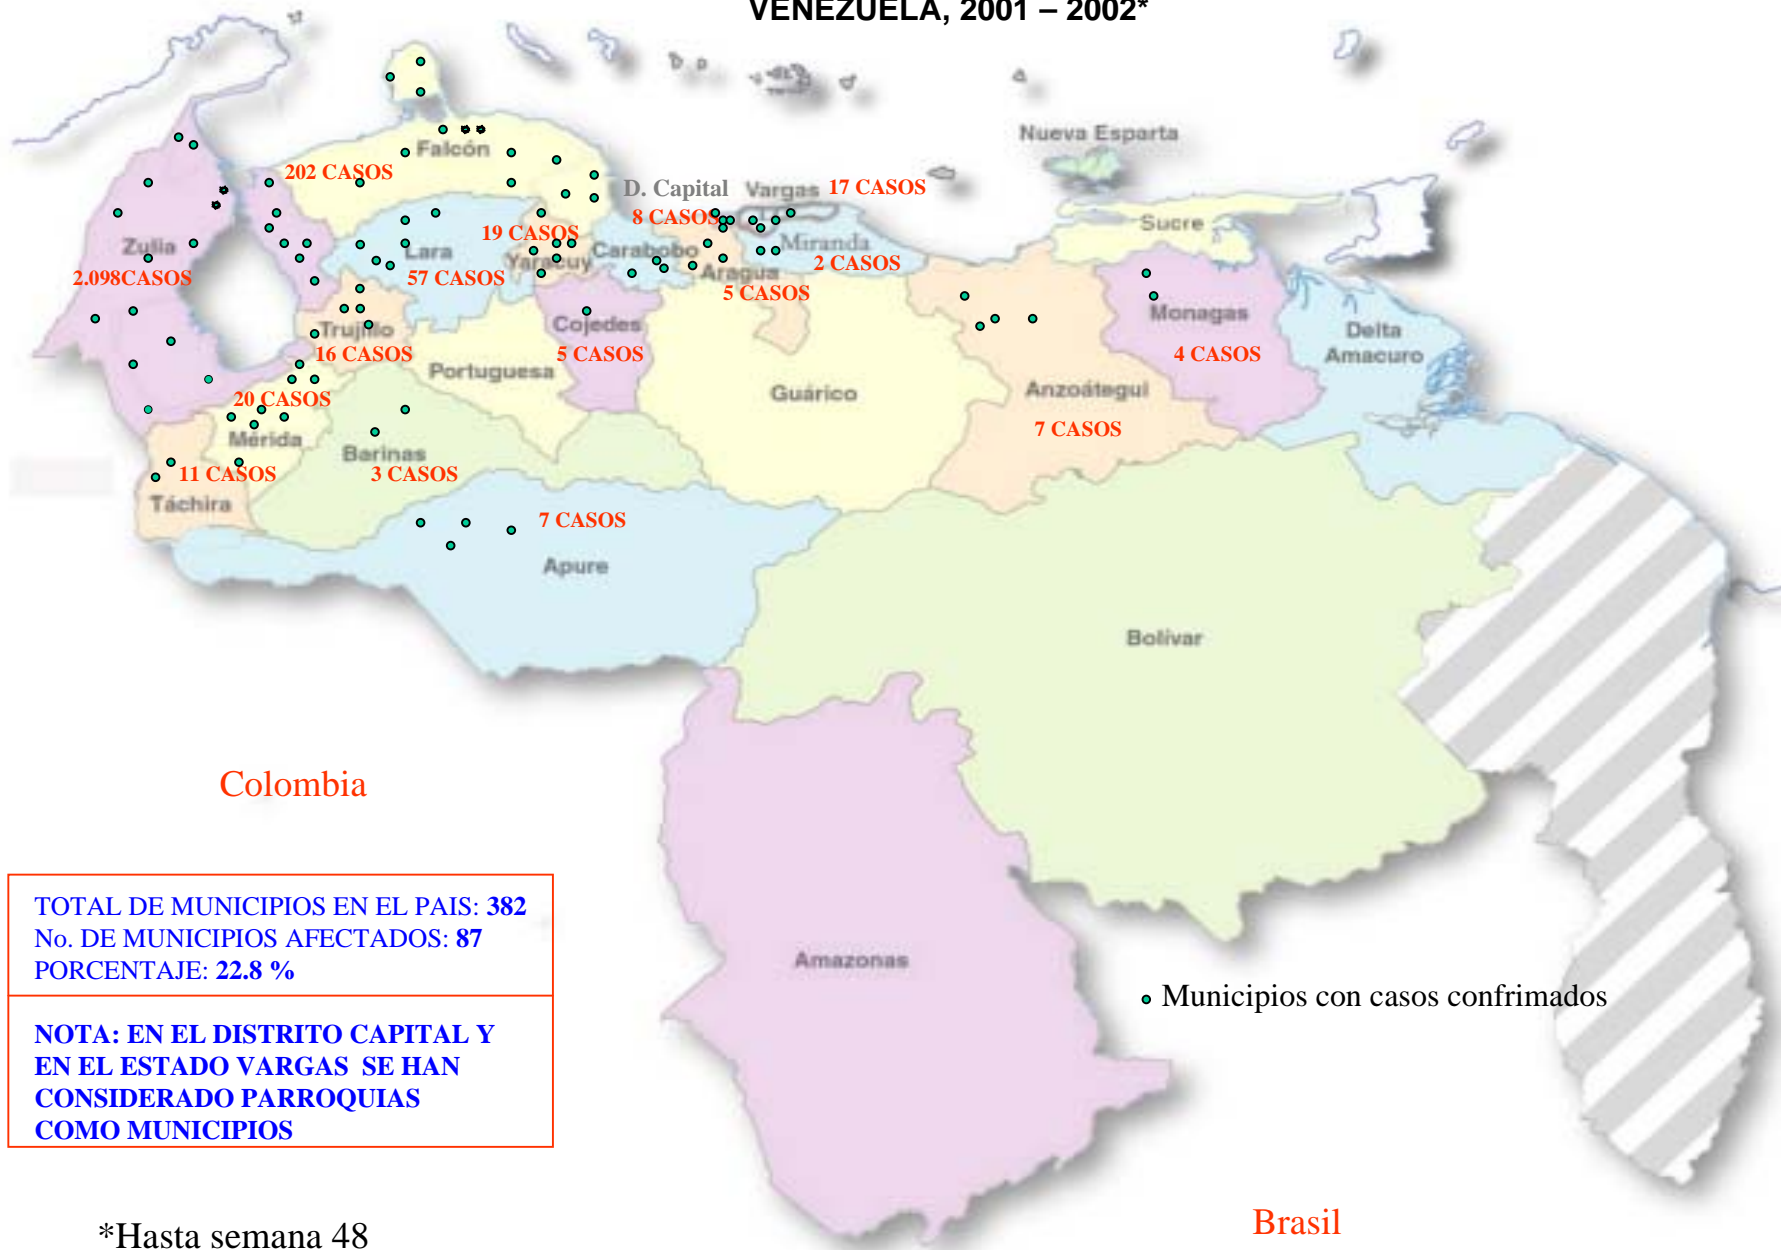 VENEZUELA, 2001 – 2002*
Nueva Esparta
Falcón
202 CASOS
D. Capital
Vargas
17 CASOS
8 CASOS
Sucre
Zulia
2.098CASOS
Lara
57 CASOS
19 CASOS
Yaracuy
Carabobo
Aragua
5 CASOS
Miranda
2 CASOS
Trujillo
16 CASOS
Cojedes
5 CASOS
Monagas
4 CASOS
Delta
Amacuro
Portuguesa
Guárico
Anzoátegui
7 CASOS
20 CASOS
Mérida
Barinas
3 CASOS
11 CASOS
Táchira
7 CASOS
Apure
Bolívar
Colombia
TOTAL DE MUNICIPIOS EN EL PAIS: 382
No. DE MUNICIPIOS AFECTADOS: 87
PORCENTAJE: 22.8 %
Amazonas
Municipios con casos confrimados
NOTA: EN EL DISTRITO CAPITAL Y
EN EL ESTADO VARGAS SE HAN
CONSIDERADO PARROQUIAS
COMO MUNICIPIOS
*Hasta semana 48
Brasil